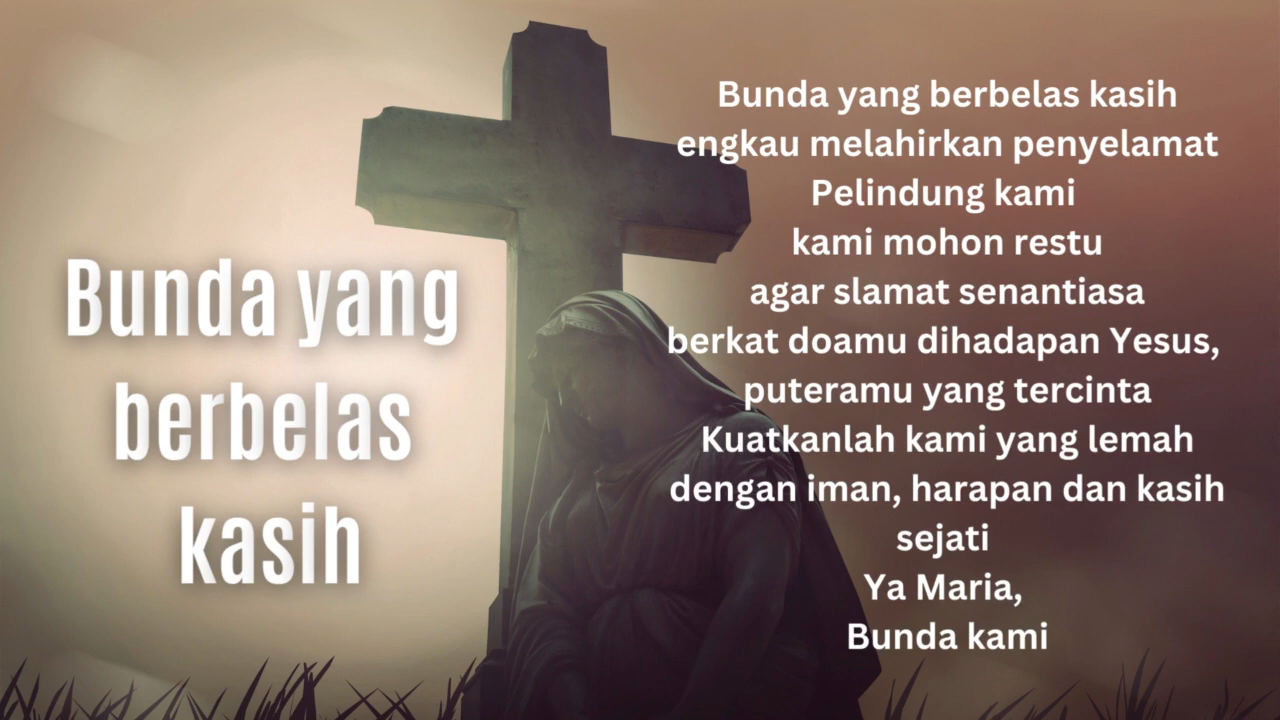 Bunda yang
berbelas
kasih
Bunda yang berbelas kasih
engkau melahirkan penyelamat
Pelindung kami
kami mohon restu
agar slamat senantiasa
berkat doamu dihadapan Yesus,
puteramu yang tercinta
Kuatkanlah kami yang lemah
dengan iman, harapan dan kasih
sejati
Ya Maria,
Bunda kami